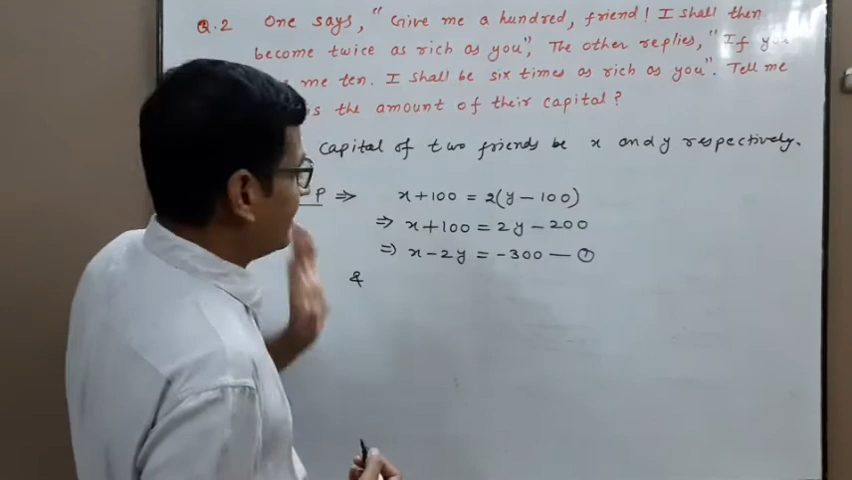 Q.2 One says, "Give me a hundred, friend! I shall then
become twice as rich as you", The other replies, "If
me ten. I shall be six times as rich as you". Tell me
is the amount of their capital?
capital of two friends be x and y respectively.
P ⇒ x+100 = 2(y-100)
⇒ x+100 = 2y-200
⇒ x-2y = -300 — ①
&